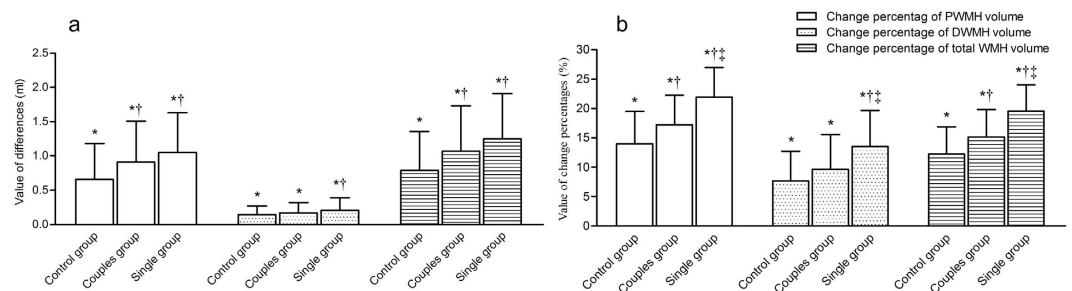 a
Value of differences (ml)
2.5
2.0
1.5
1.0
0.5
0.0
*
*†
*†
*
*
*†
*
*†
*†
Control group
Couples group
Single group
Control group
Couples group
Single group
Control group
Couples group
Single group
b
Change percentag of PWMH volume
Change percentage of DWMH volume
Change percentage of total WMH volume
Value of change percentages (%)
30
25
20
15
10
5
0
*
*†
*†‡
*
*
*†‡
*
*†
*†‡
Control group
Couples group
Single group
Control group
Couples group
Single group
Control group
Couples group
Single group